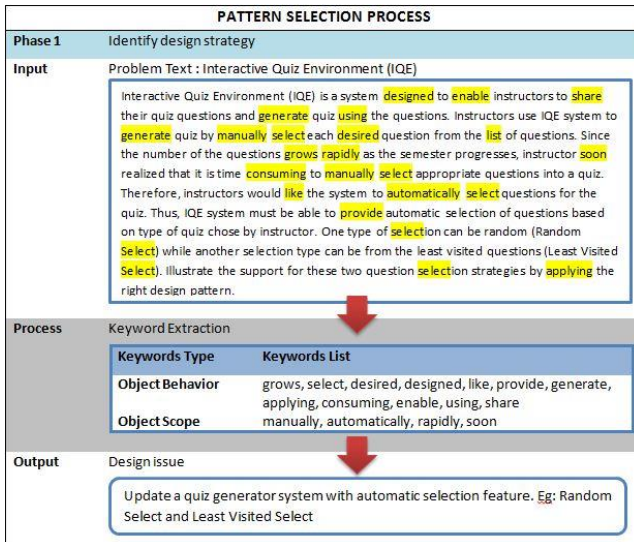 PATTERN SELECTION PROCESS
Phase 1 Identify design strategy
Input Problem Text : Interactive Quiz Environment (IQE)
Interactive Quiz Environment (IQE) is a system designed to enable instructors to share
their quiz questions and generate quiz using the questions. Instructors use IQE system to
generate quiz by manually select each desired question from the list of questions. Since
the number of the questions grows rapidly as the semester progresses, instructor soon
realized that it is time consuming to manually select appropriate questions into a quiz.
Therefore, instructors would like the system to automatically select questions for the
quiz. Thus, IQE system must be able to provide automatic selection of questions based
on type of quiz chose by instructor. One type of selection can be random (Random
Select) while another selection type can be from the least visited questions (Least Visited
Select). Illustrate the support for these two question selection strategies by applying the
right design pattern.
Process Keyword Extraction
Keywords Type Keywords List
Object Behavior grows, select, desired, designed, like, provide, generate,
applying, consuming, enable, using, share
Object Scope manually, automatically, rapidly, soon
Output Design issue
Update a quiz generator system with automatic selection feature. Eg: Random
Select and Least Visited Select